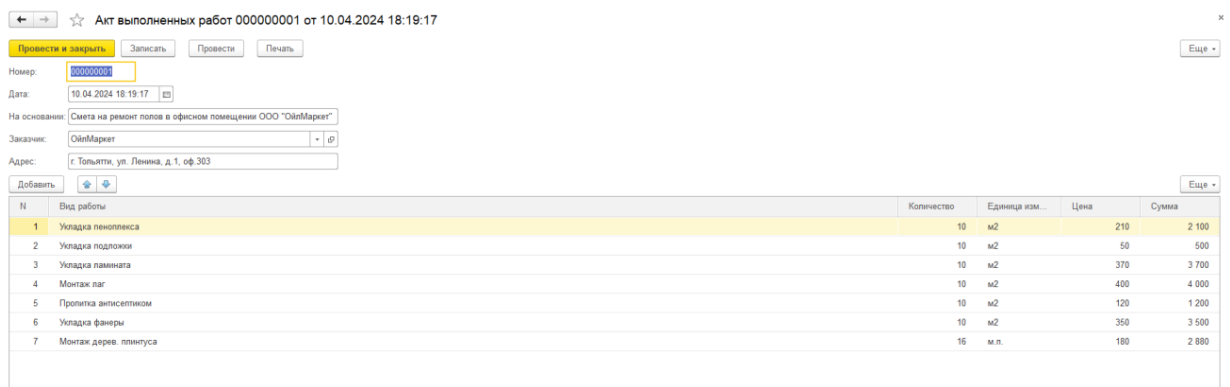 Акт выполненных работ 000000001 от 10.04.2024 18:19:17
Провести и закрыть Записать Провести Печать Еще
Номер: 000000001
Дата: 10.04.2024 18:19:17
На основании: Смета на ремонт полов в офисном помещении ООО "ОйлМаркет"
Заказчик: ОйлМаркет
Адрес: г. Тольятти, ул. Ленина, д.1, оф.303
Добавить Еще
N Вид работы Количество Единица изм... Цена Сумма
1 Укладка пеноплекса 10 м2 210 2 100
2 Укладка подложки 10 м2 50 500
3 Укладка ламината 10 м2 370 3 700
4 Монтаж лаг 10 м2 400 4 000
5 Пропитка антисептиком 10 м2 120 1 200
6 Укладка фанеры 10 м2 350 3 500
7 Монтаж дерев. плинтуса 16 м.п. 180 2 880